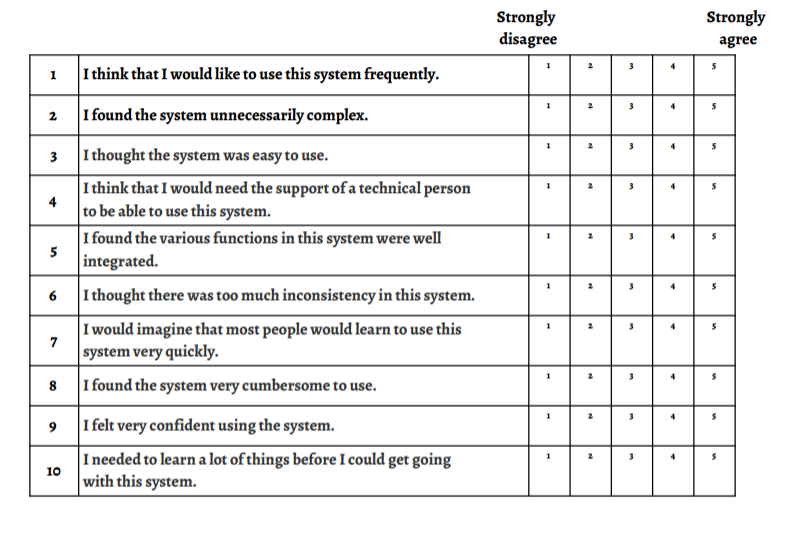 Strongly disagree
Strongly agree
1 I think that I would like to use this system frequently. 1 2 3 4 5
2 I found the system unnecessarily complex. 1 2 3 4 5
3 I thought the system was easy to use. 1 2 3 4 5
4 I think that I would need the support of a technical person
to be able to use this system. 1 2 3 4 5
5 I found the various functions in this system were well
integrated. 1 2 3 4 5
6 I thought there was too much inconsistency in this system. 1 2 3 4 5
7 I would imagine that most people would learn to use this
system very quickly. 1 2 3 4 5
8 I found the system very cumbersome to use. 1 2 3 4 5
9 I felt very confident using the system. 1 2 3 4 5
10 I needed to learn a lot of things before I could get going
with this system. 1 2 3 4 5